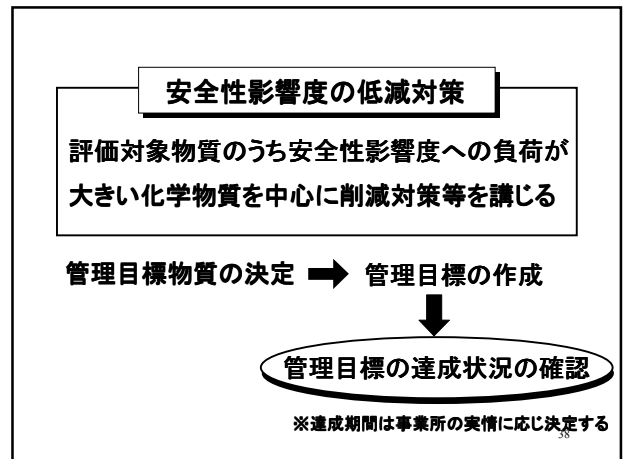 安全性影響度の低減対策
評価対象物質のうち安全性影響度への負荷が
大きい化学物質を中心に削減対策等を講じる
管理目標物質の決定 ➡ 管理目標の作成
管理目標の達成状況の確認
※達成期間は事業所の実情に応じ決定する
38